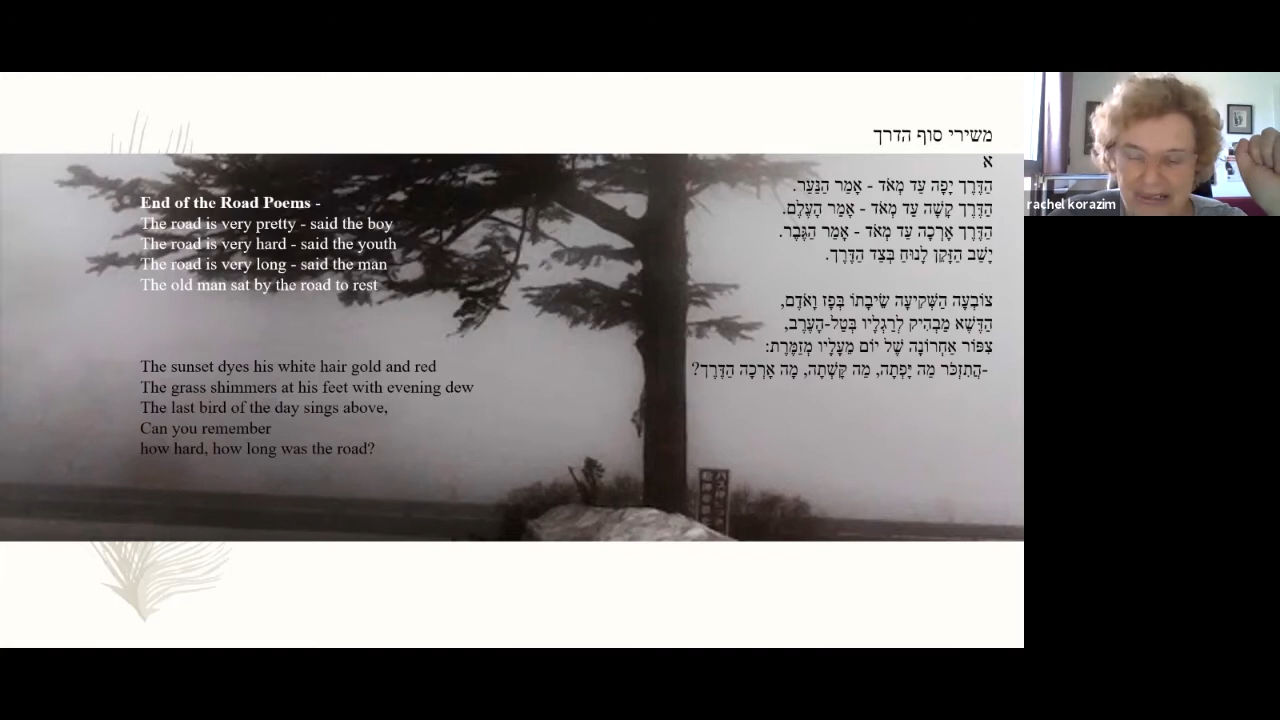 End of the Road Poems -
The road is very pretty - said the boy
The road is very hard - said the youth
The road is very long - said the man
The old man sat by the road to rest
The sunset dyes his white hair gold and red
The grass shimmers at his feet with evening dew
The last bird of the day sings above,
Can you remember
how hard, how long was the road?
משירי סוף הדרך
א
הַדֶּרֶךְ יָפָה עַד מְאֹד - אָמַר הַנַּעַר.
הַדֶּרֶךְ קָשָׁה עַד מְאֹד - אָמַר הָעֶלֶם.
הַדֶּרֶךְ אָרְכָה עַד מְאֹד - אָמַר הַגֶּבֶר.
יָשַׁב הַזָּקֵן לָנוּחַ בְּצַד הַדֶּרֶךְ.
צוֹבְעָה הַשְּׁקִיעָה שֵׂיבָתוֹ בְּפָז וָאֹדֶם,
הַדֶּשֶׁא מַבְהִיק לְרַגְלָיו בְּטַל-הָעֶרֶב,
צִפּוֹר אַחְרוֹנָה שֶׁל יוֹם מֵעָלָיו מְזַמֶּרֶת:
-הֲתִזְכֹּר מַה יָּפְתָה, מַה קָּשְׁתָה, מָה אָרְכָה הַדֶּרֶךְ?
rachel korazim